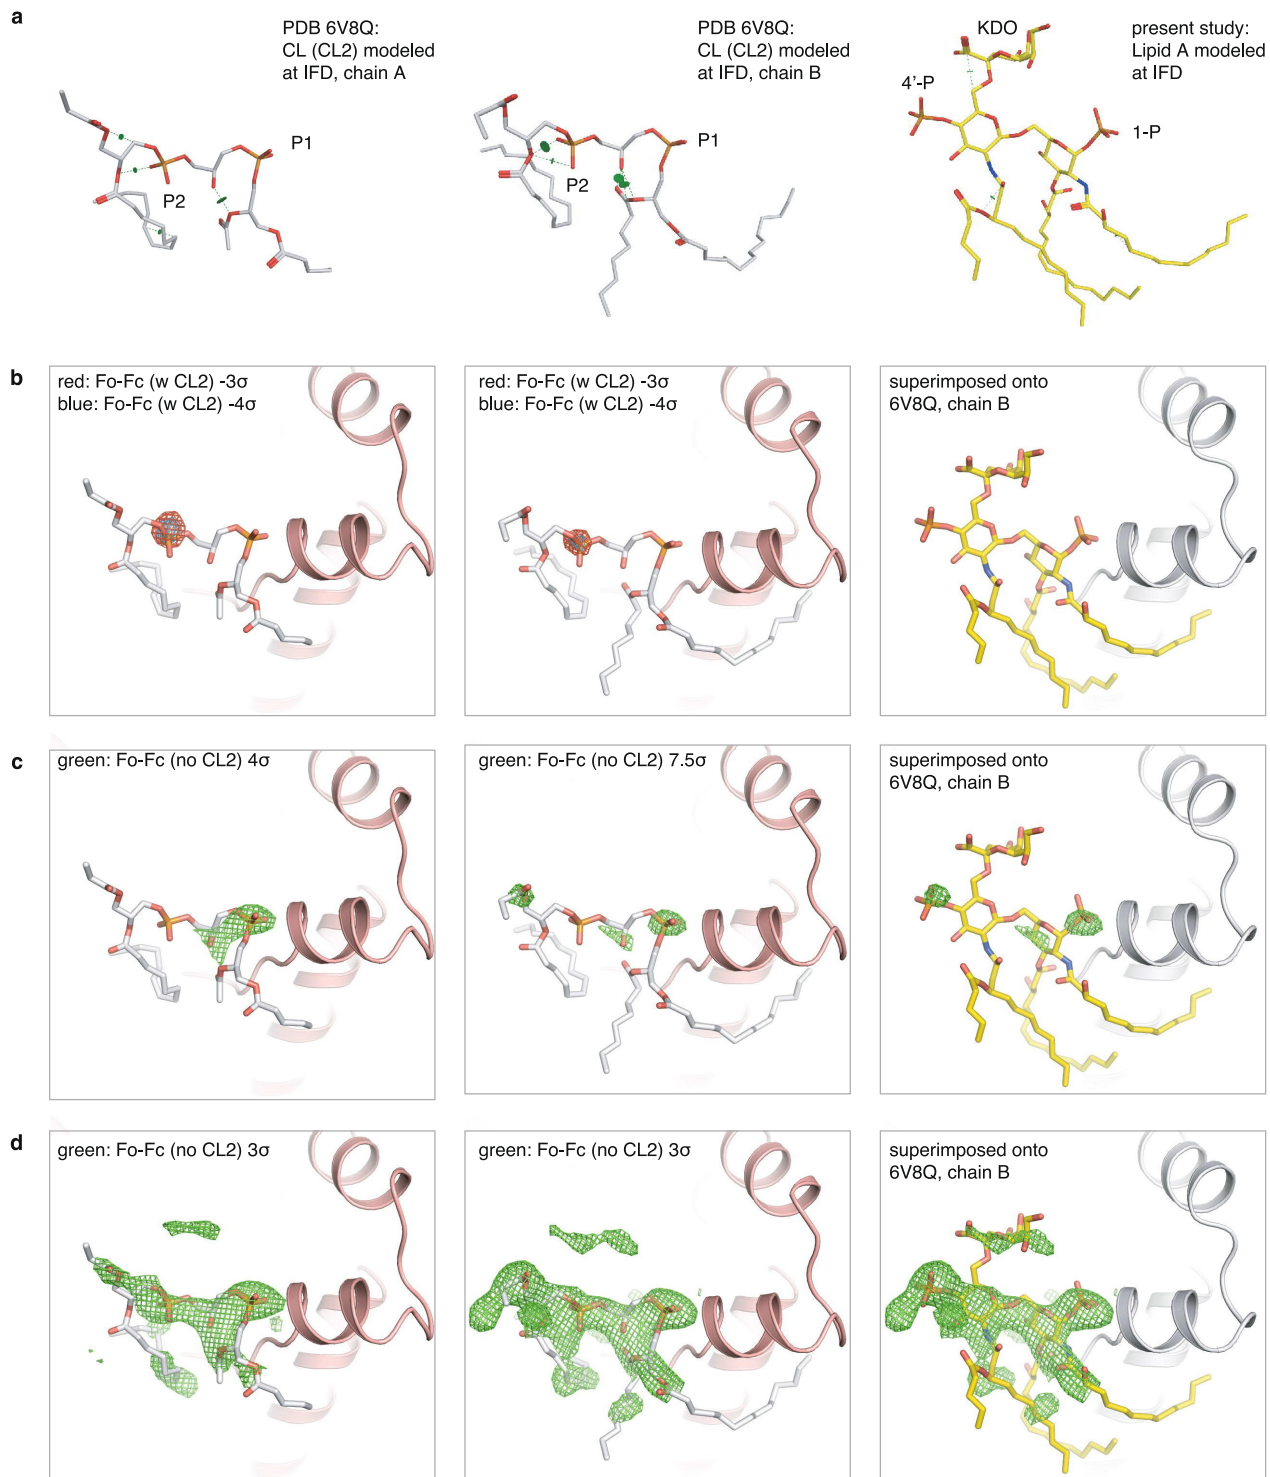 a
PDB 6V8Q:
CL (CL2) modeled
at IFD, chain A
P1
P2
PDB 6V8Q:
CL (CL2) modeled
at IFD, chain B
P1
P2
KDO
present study:
Lipid A modeled
at IFD
4'-P
1-P
b
red: Fo-Fc (w CL2) -3σ
blue: Fo-Fc (w CL2) -4σ
red: Fo-Fc (w CL2) -3σ
blue: Fo-Fc (w CL2) -4σ
superimposed onto
6V8Q, chain B
c
green: Fo-Fc (no CL2) 4σ
green: Fo-Fc (no CL2) 7.5σ
superimposed onto
6V8Q, chain B
d
green: Fo-Fc (no CL2) 3σ
green: Fo-Fc (no CL2) 3σ
superimposed onto
6V8Q, chain B